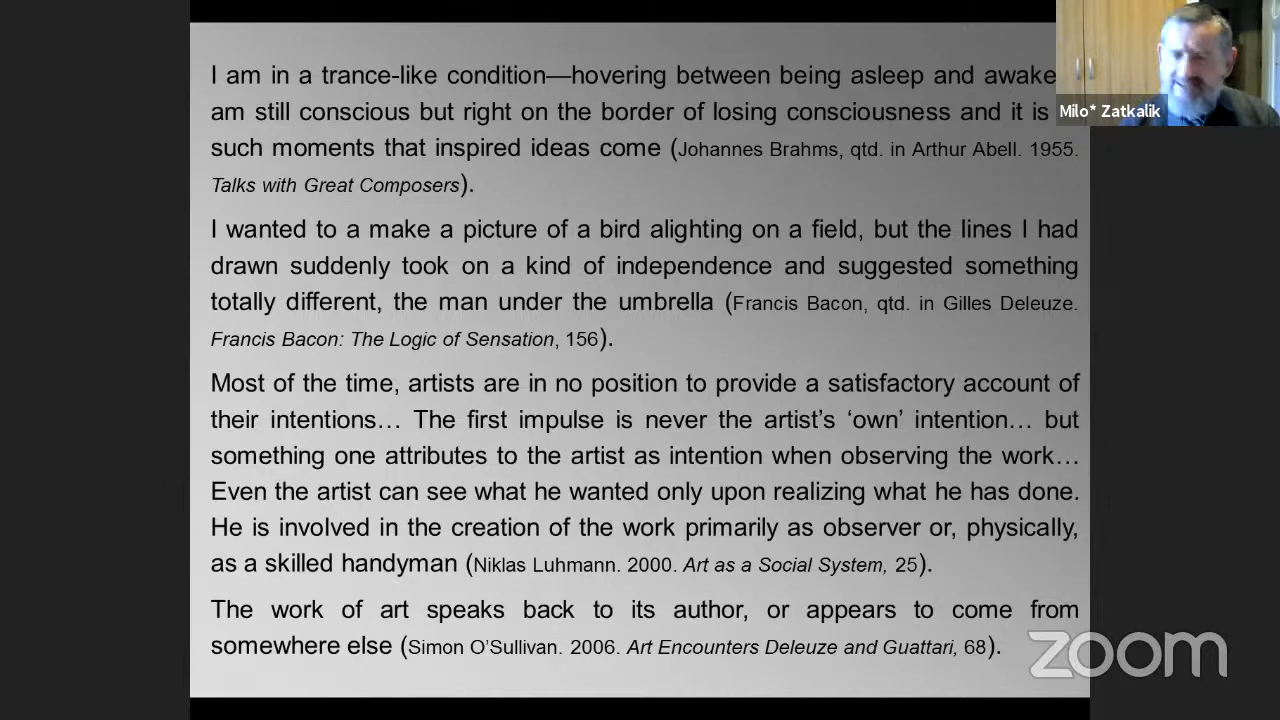 I am in a trance-like condition—hovering between being asleep and awake
am still conscious but right on the border of losing consciousness and it is
such moments that inspired ideas come (Johannes Brahms, qtd. in Arthur Abell. 1955.
Talks with Great Composers).
I wanted to a make a picture of a bird alighting on a field, but the lines I had
drawn suddenly took on a kind of independence and suggested something
totally different, the man under the umbrella (Francis Bacon, qtd. in Gilles Deleuze.
Francis Bacon: The Logic of Sensation, 156).
Most of the time, artists are in no position to provide a satisfactory account of
their intentions… The first impulse is never the artist’s ‘own’ intention… but
something one attributes to the artist as intention when observing the work…
Even the artist can see what he wanted only upon realizing what he has done.
He is involved in the creation of the work primarily as observer or, physically,
as a skilled handyman (Niklas Luhmann. 2000. Art as a Social System, 25).
The work of art speaks back to its author, or appears to come from
somewhere else (Simon O’Sullivan. 2006. Art Encounters Deleuze and Guattari, 68).
Milo* Zatkalik
zoom